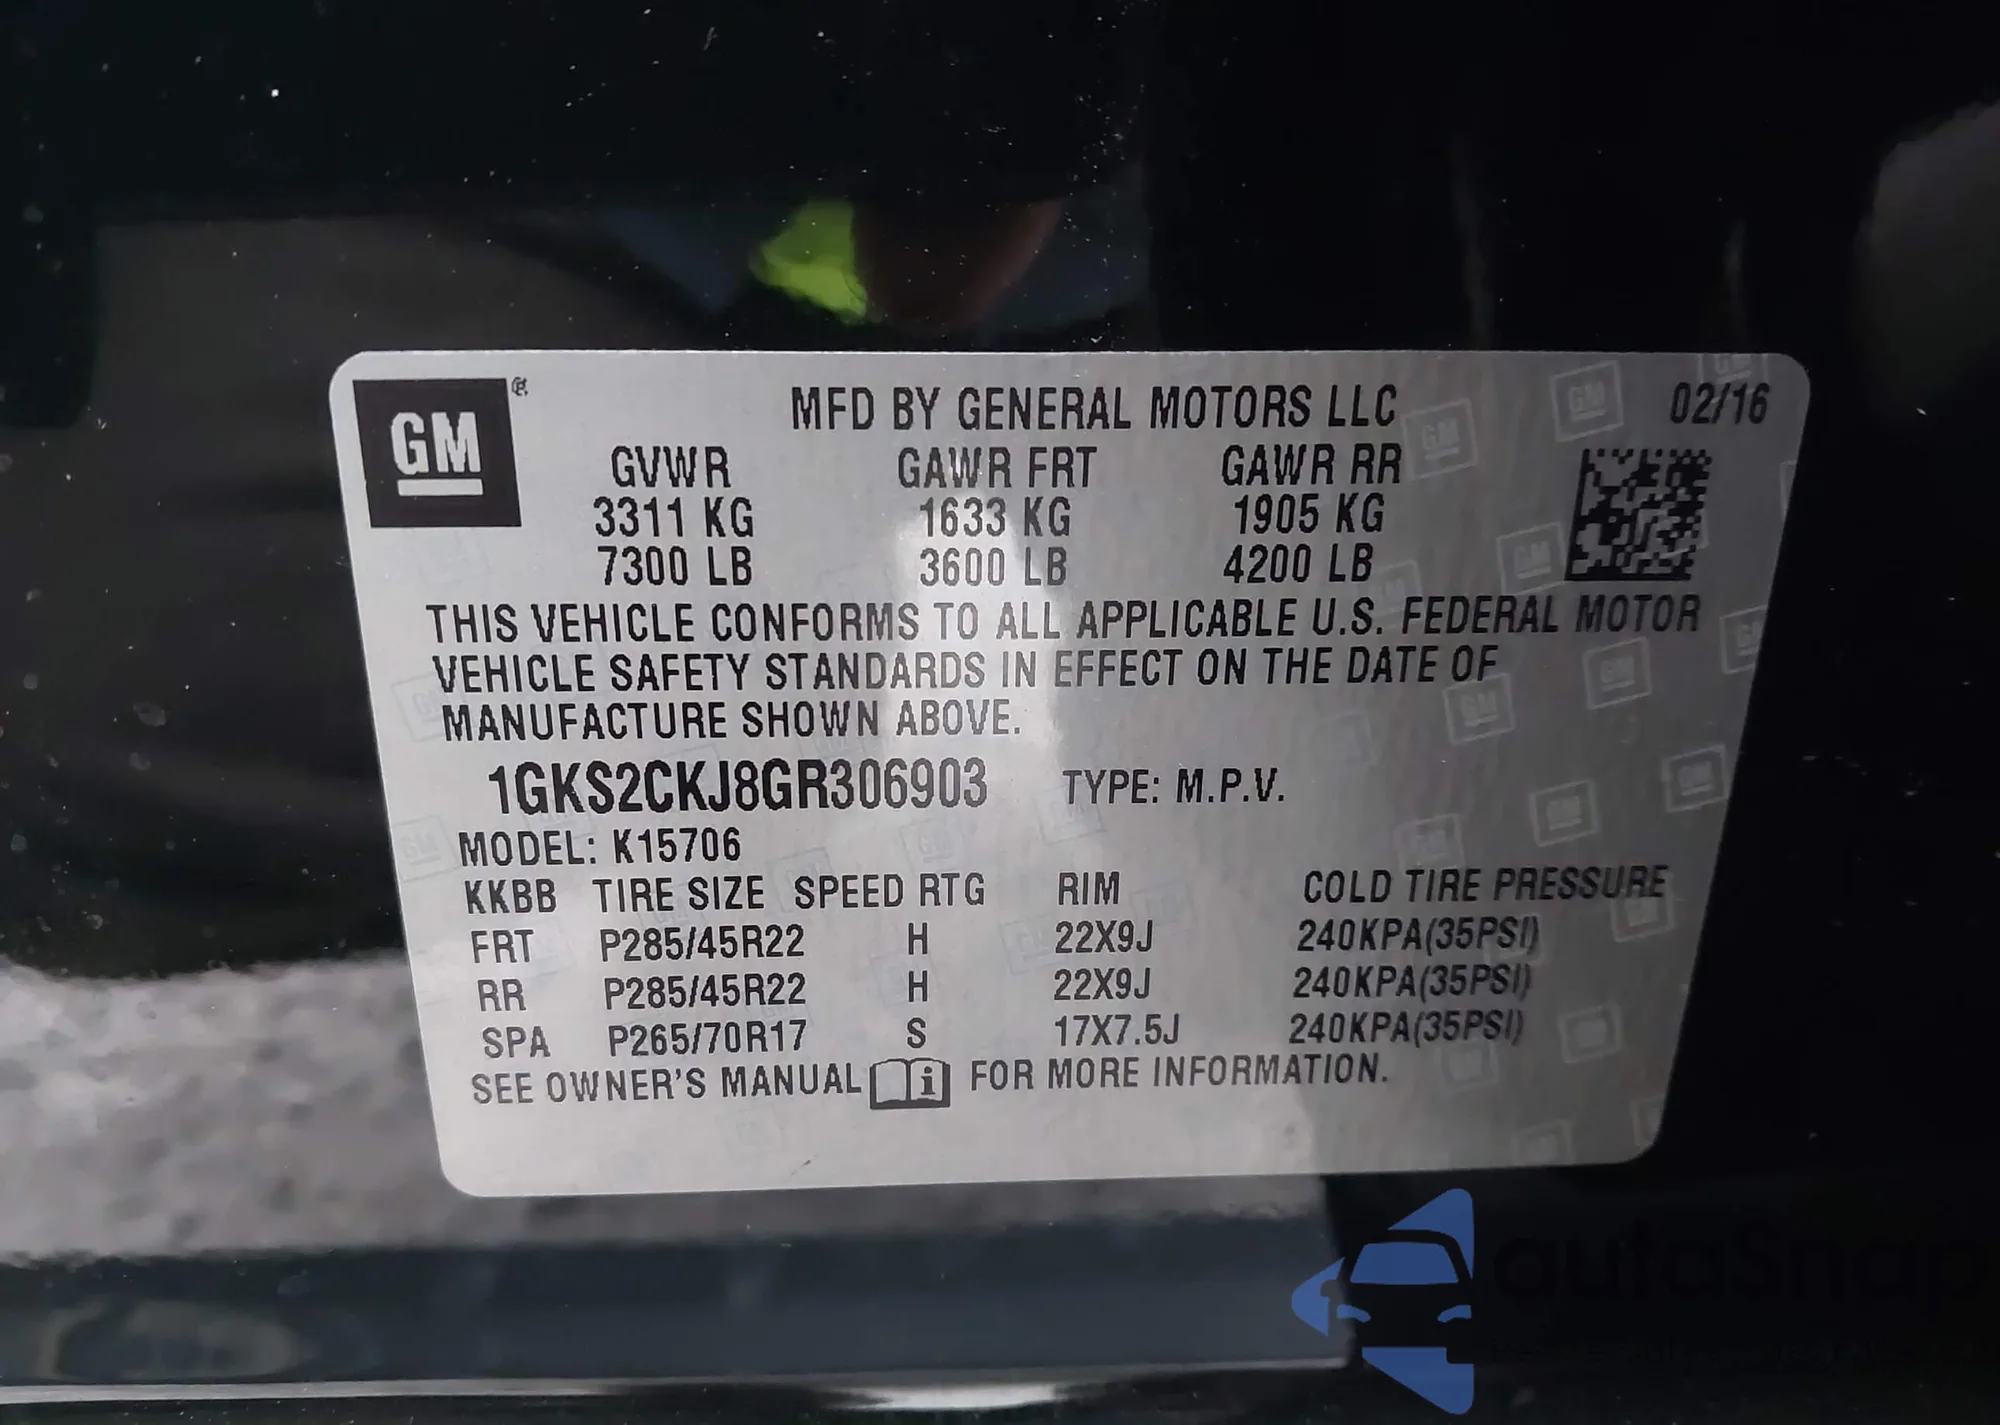 GM ® MFD BY GENERAL MOTORS LLC 02/16
GVWR GAWR FRT GAWR RR
3311 KG 1633 KG 1905 KG
7300 LB 3600 LB 4200 LB
THIS VEHICLE CONFORMS TO ALL APPLICABLE U.S. FEDERAL MOTOR
VEHICLE SAFETY STANDARDS IN EFFECT ON THE DATE OF
MANUFACTURE SHOWN ABOVE.
1GKS2CKJ8GR306903 TYPE: M.P.V.
MODEL: K15706
KKBB TIRE SIZE SPEED RTG RIM COLD TIRE PRESSURE
FRT P285/45R22 H 22X9J 240KPA(35PSI)
RR P285/45R22 H 22X9J 240KPA(35PSI)
SPA P265/70R17 S 17X7.5J 240KPA(35PSI)
SEE OWNER'S MANUAL i FOR MORE INFORMATION.
autoSnap